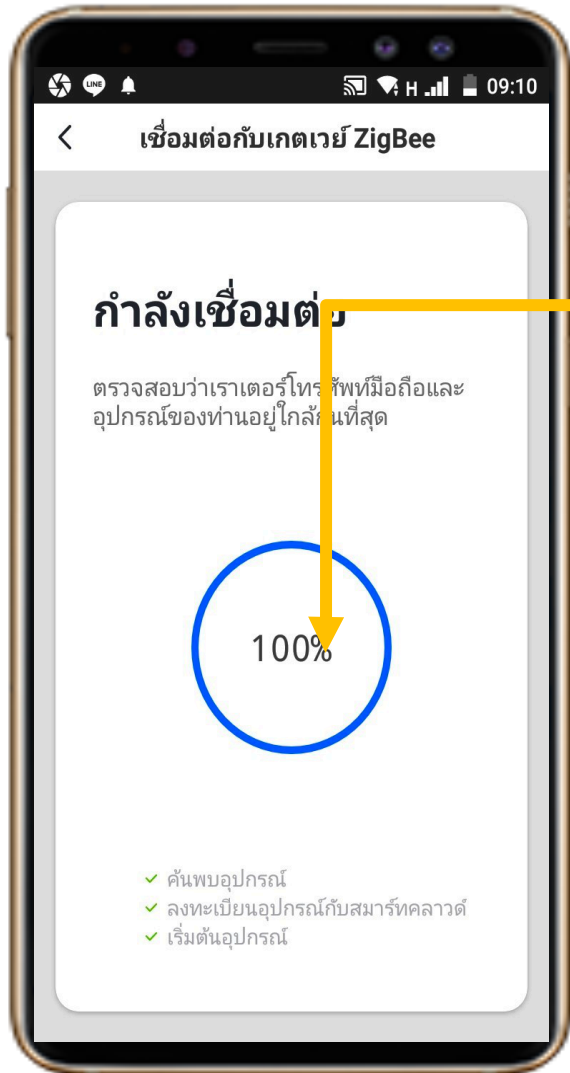 LINE H 09:10
เชื่อมต่อกับเกตเวย์ ZigBee
กำลังเชื่อมต่อ
ตรวจสอบว่าเราเตอร์โทรศัพท์มือถือและ
อุปกรณ์ของท่านอยู่ใกล้กันที่สุด
100%
ค้นพบอุปกรณ์
ลงทะเบียนอุปกรณ์กับสมาร์ทคลาวด์
เริ่มต้นอุปกรณ์